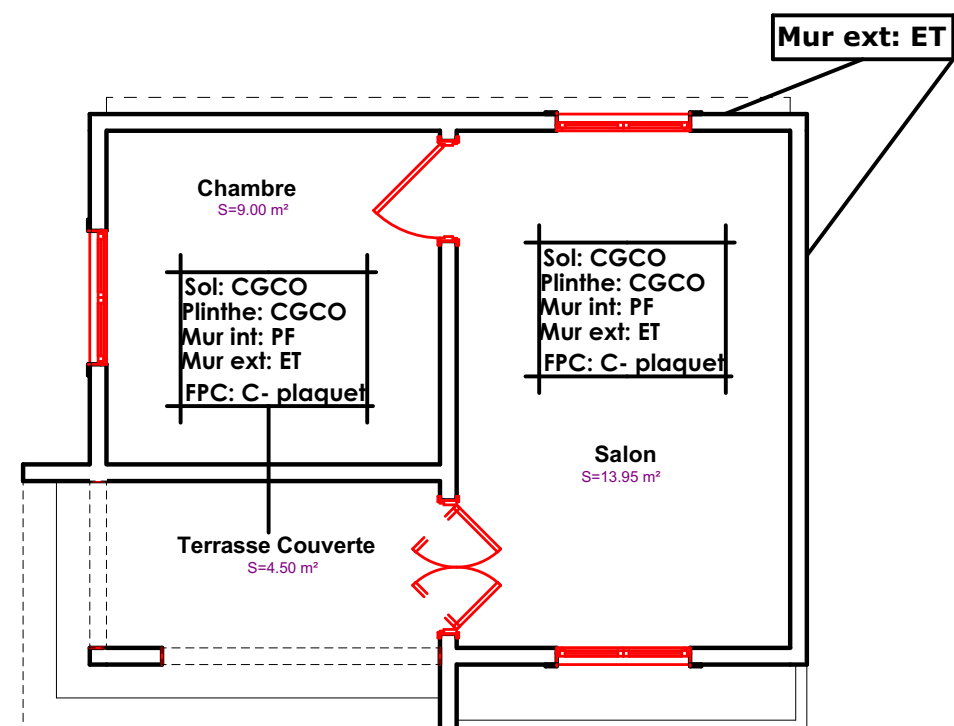 Mur ext: ET
Chambre
S=9.00 m²
Sol: CGCO
Plinthe: CGCO
Mur int: PF
Mur ext: ET
FPC: C- plaquet
Sol: CGCO
Plinthe: CGCO
Mur int: PF
Mur ext: ET
FPC: C- plaquet
Salon
S=13.95 m²
Terrasse Couverte
S=4.50 m²